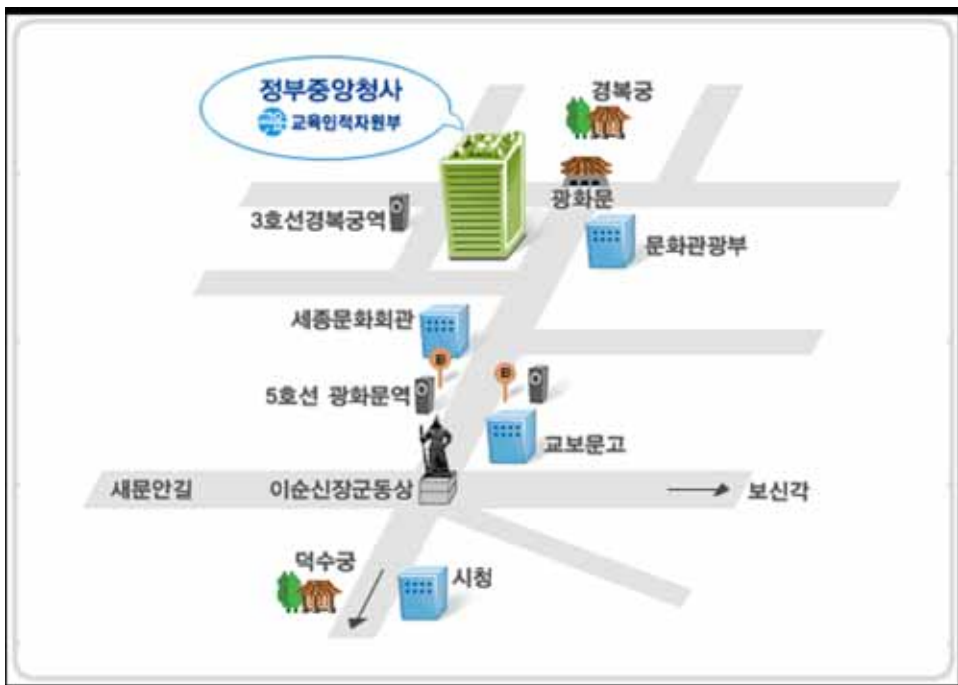 정부중앙청사
교육인적자원부
경복궁
광화문
3호선경복궁역
문화관광부
세종문화회관
B
B
5호선 광화문역
교보문고
새문안길
이순신장군동상
보신각
덕수궁
시청